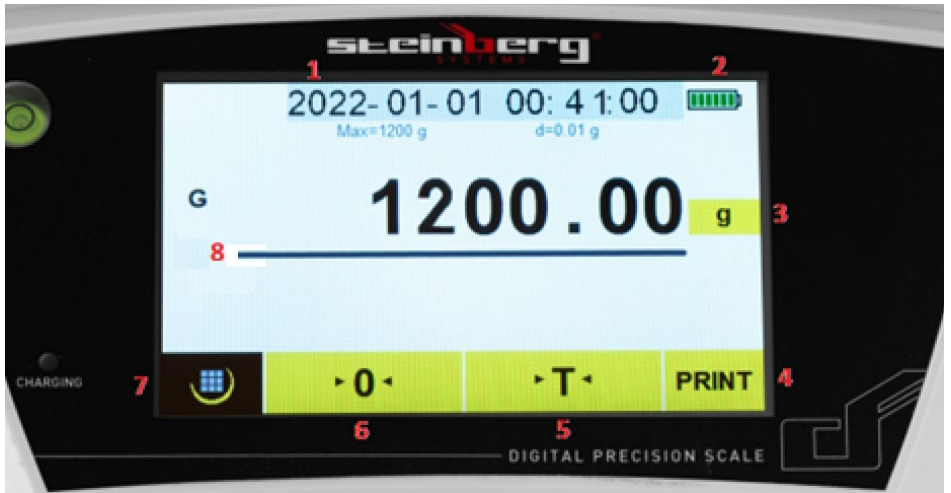 steinberg
SYSTEMS
1
2
2022-01-01 00:41:00
Max=1200 g d=0.01 g
G 1200.00 g
3
8
CHARGING
7
▸0◂ ▸T◂ PRINT
4
6
5
DIGITAL PRECISION SCALE